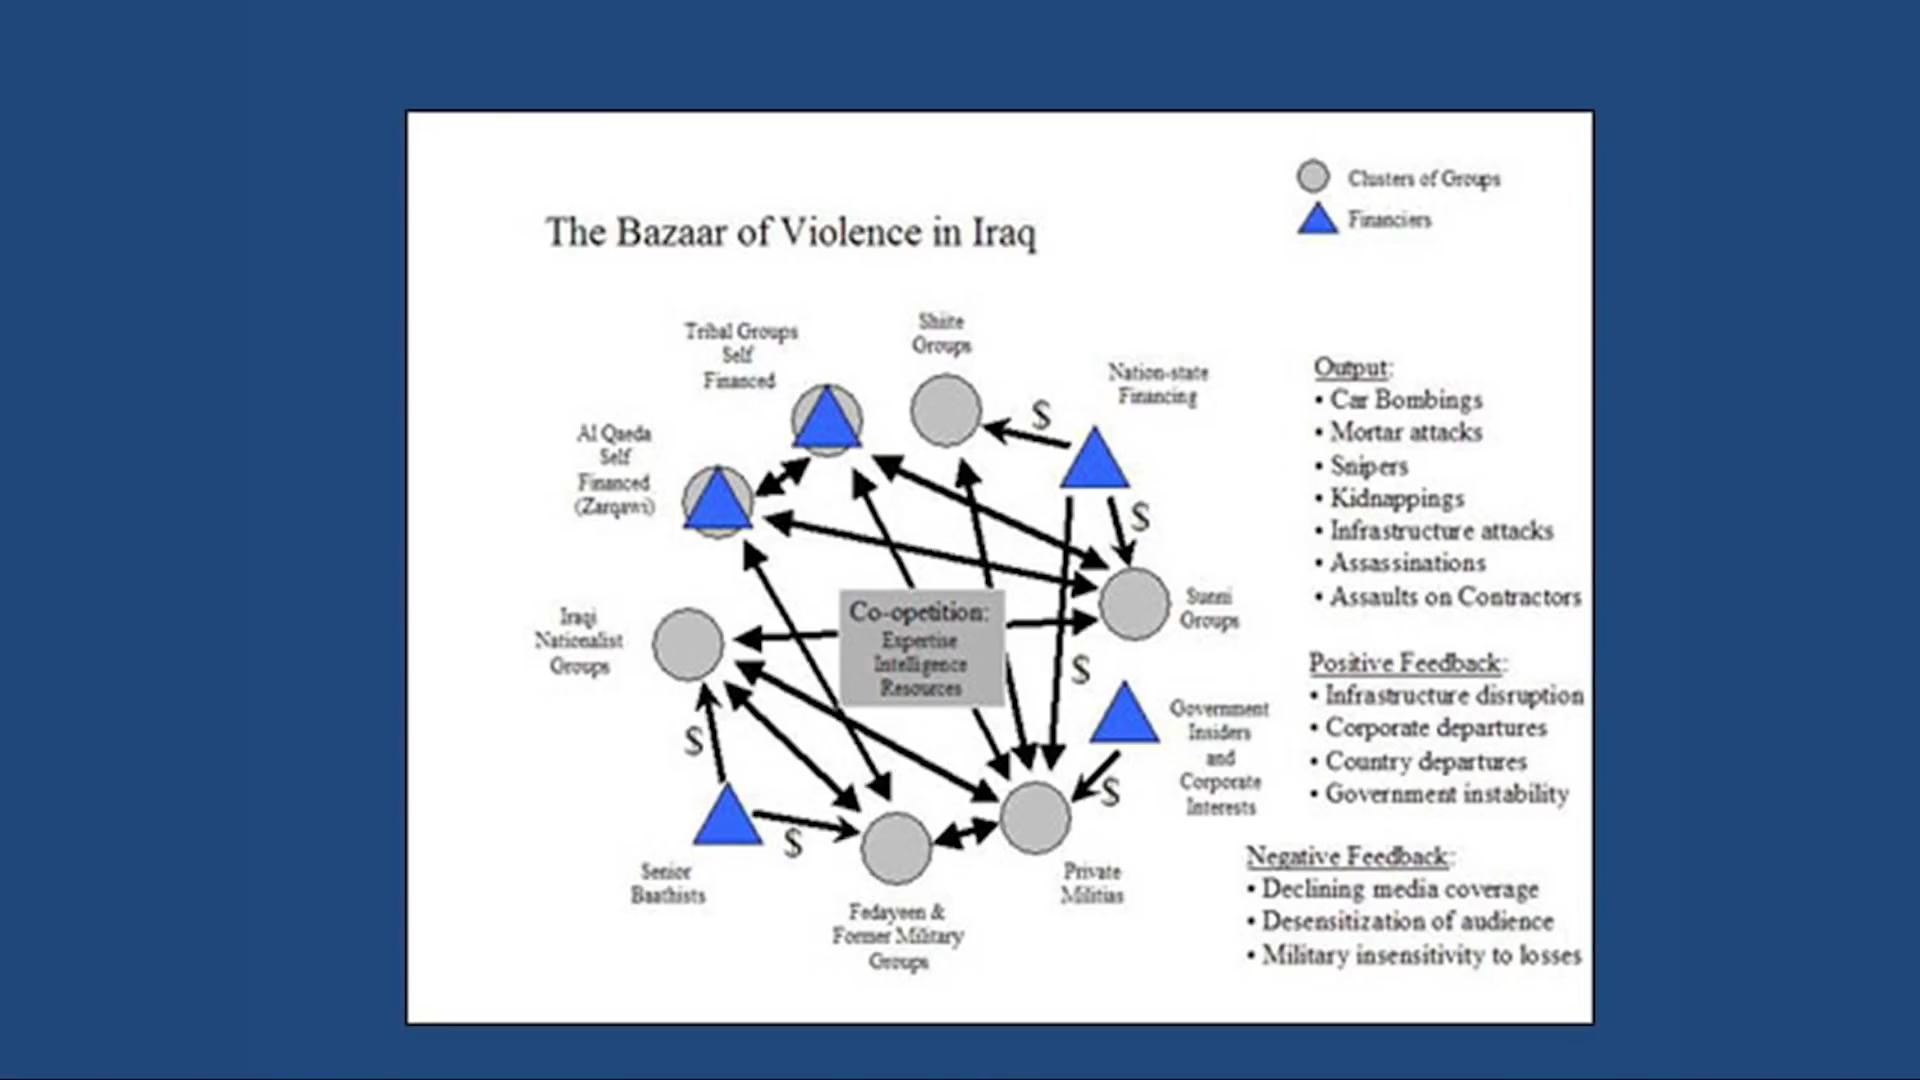 Clusters of Groups
Financiers
The Bazaar of Violence in Iraq
Tribal Groups
Self
Financed
Shiite
Groups
Nation-state
Financing
$
Al Qaeda
Self
Financed
(Zarqawi)
$
Sunni
Groups
Co-opetition:
Expertise
Intelligence
Resources
Iraqi
Nationalist
Groups
$
$
Government
Insiders
and
Corporate
Interests
$
$
Senior
Baathists
Private
Militias
Fedayeen &
Former Military
Groups
Output:
• Car Bombings
• Mortar attacks
• Snipers
• Kidnappings
• Infrastructure attacks
• Assassinations
• Assaults on Contractors
Positive Feedback:
• Infrastructure disruption
• Corporate departures
• Country departures
• Government instability
Negative Feedback:
• Declining media coverage
• Desensitization of audience
• Military insensitivity to losses